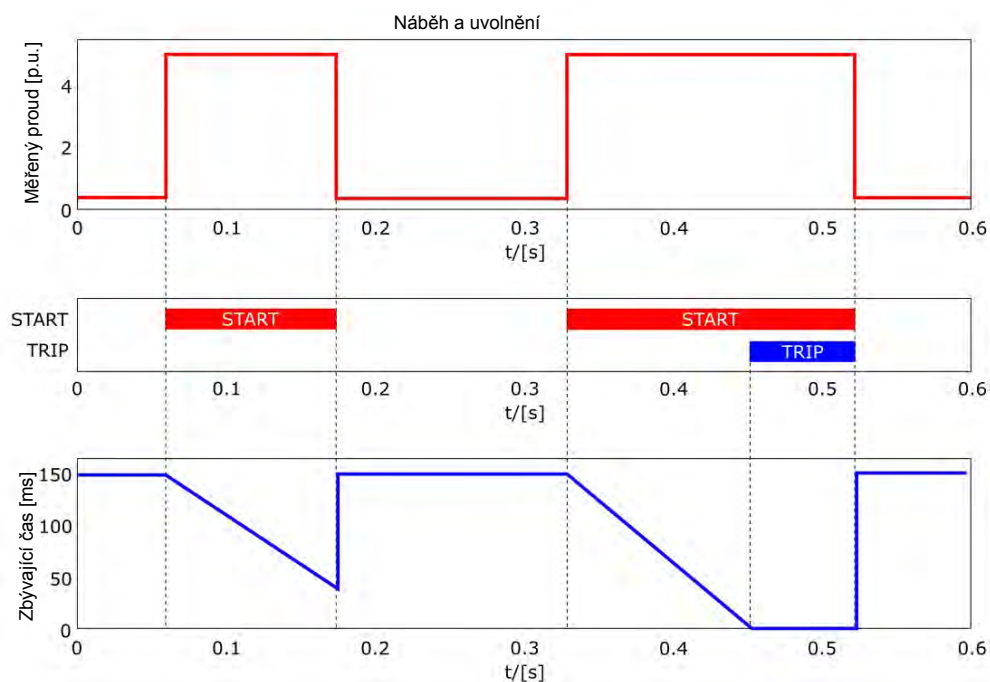 Náběh a uvolnění
Měřený proud [p.u.]
4
2
0
0 0.1 0.2 0.3 0.4 0.5 0.6
t/[s]
START START START
TRIP TRIP
0 0.1 0.2 0.3 0.4 0.5 0.6
t/[s]
Zbývající čas [ms]
150
100
50
0
0 0.1 0.2 0.3 0.4 0.5 0.6
t/[s]